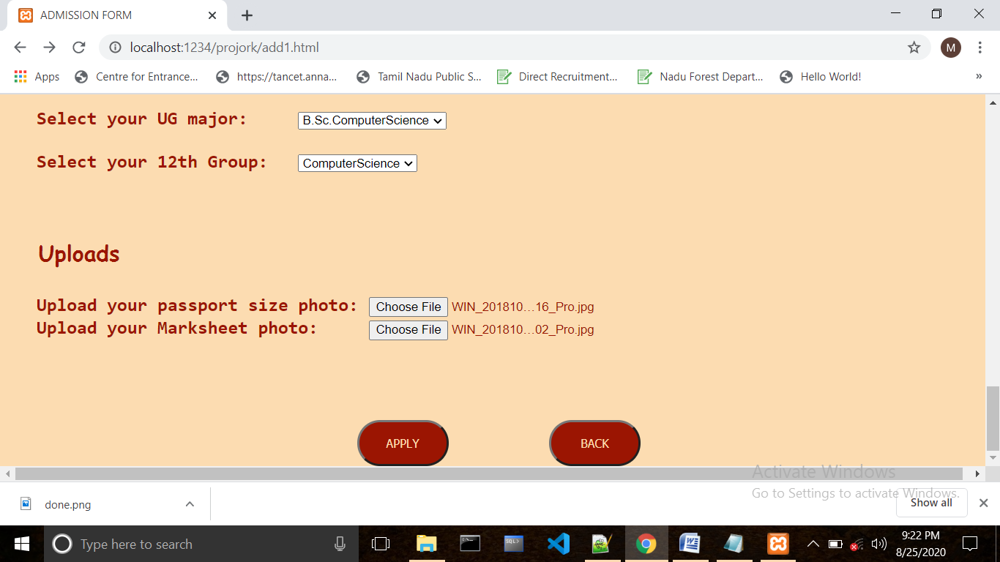 ADMISSION FORM
localhost:1234/projork/add1.html
M
Apps Centre for Entrance... https://tancet.anna... Tamil Nadu Public S... Direct Recruitment... Nadu Forest Depart... Hello World! »
Select your UG major: B.Sc.ComputerScience
Select your 12th Group: ComputerScience
Uploads
Upload your passport size photo: Choose File WIN_201810...16_Pro.jpg
Upload your Marksheet photo: Choose File WIN_201810...02_Pro.jpg
APPLY BACK
Activate Windows
Go to Settings to activate Windows.
done.png Show all
Type here to search
9:22 PM
8/25/2020